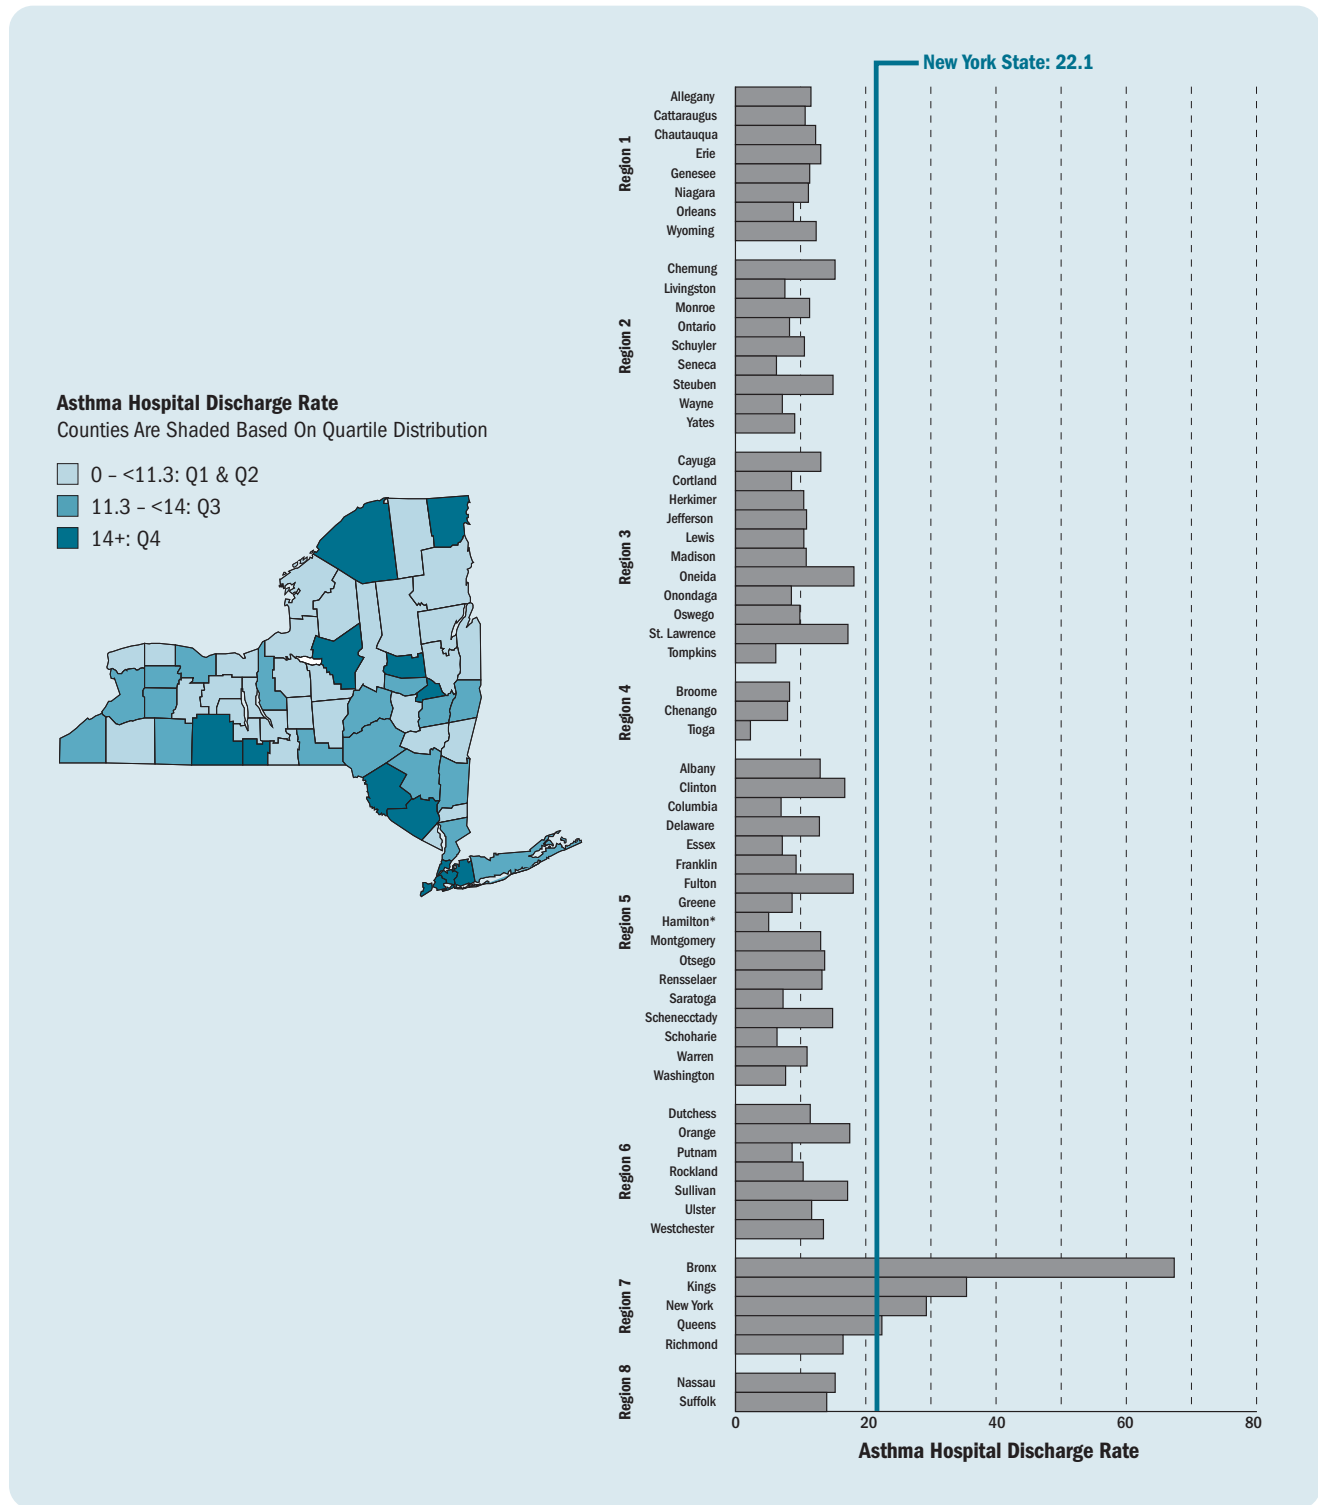 New York State: 22.1
Asthma Hospital Discharge Rate
Counties Are Shaded Based On Quartile Distribution
0 – <11.3: Q1 & Q2
11.3 – <14: Q3
14+: Q4
Region 1
Allegany
Cattaraugus
Chautauqua
Erie
Genesee
Niagara
Orleans
Wyoming
Region 2
Chemung
Livingston
Monroe
Ontario
Schuyler
Seneca
Steuben
Wayne
Yates
Region 3
Cayuga
Cortland
Herkimer
Jefferson
Lewis
Madison
Oneida
Onondaga
Oswego
St. Lawrence
Tompkins
Region 4
Broome
Chenango
Tioga
Region 5
Albany
Clinton
Columbia
Delaware
Essex
Franklin
Fulton
Greene
Hamilton*
Montgomery
Otsego
Rensselaer
Saratoga
Schenecctady
Schoharie
Warren
Washington
Region 6
Dutchess
Orange
Putnam
Rockland
Sullivan
Ulster
Westchester
Region 7
Bronx
Kings
New York
Queens
Richmond
Region 8
Nassau
Suffolk
0 20 40 60 80
Asthma Hospital Discharge Rate